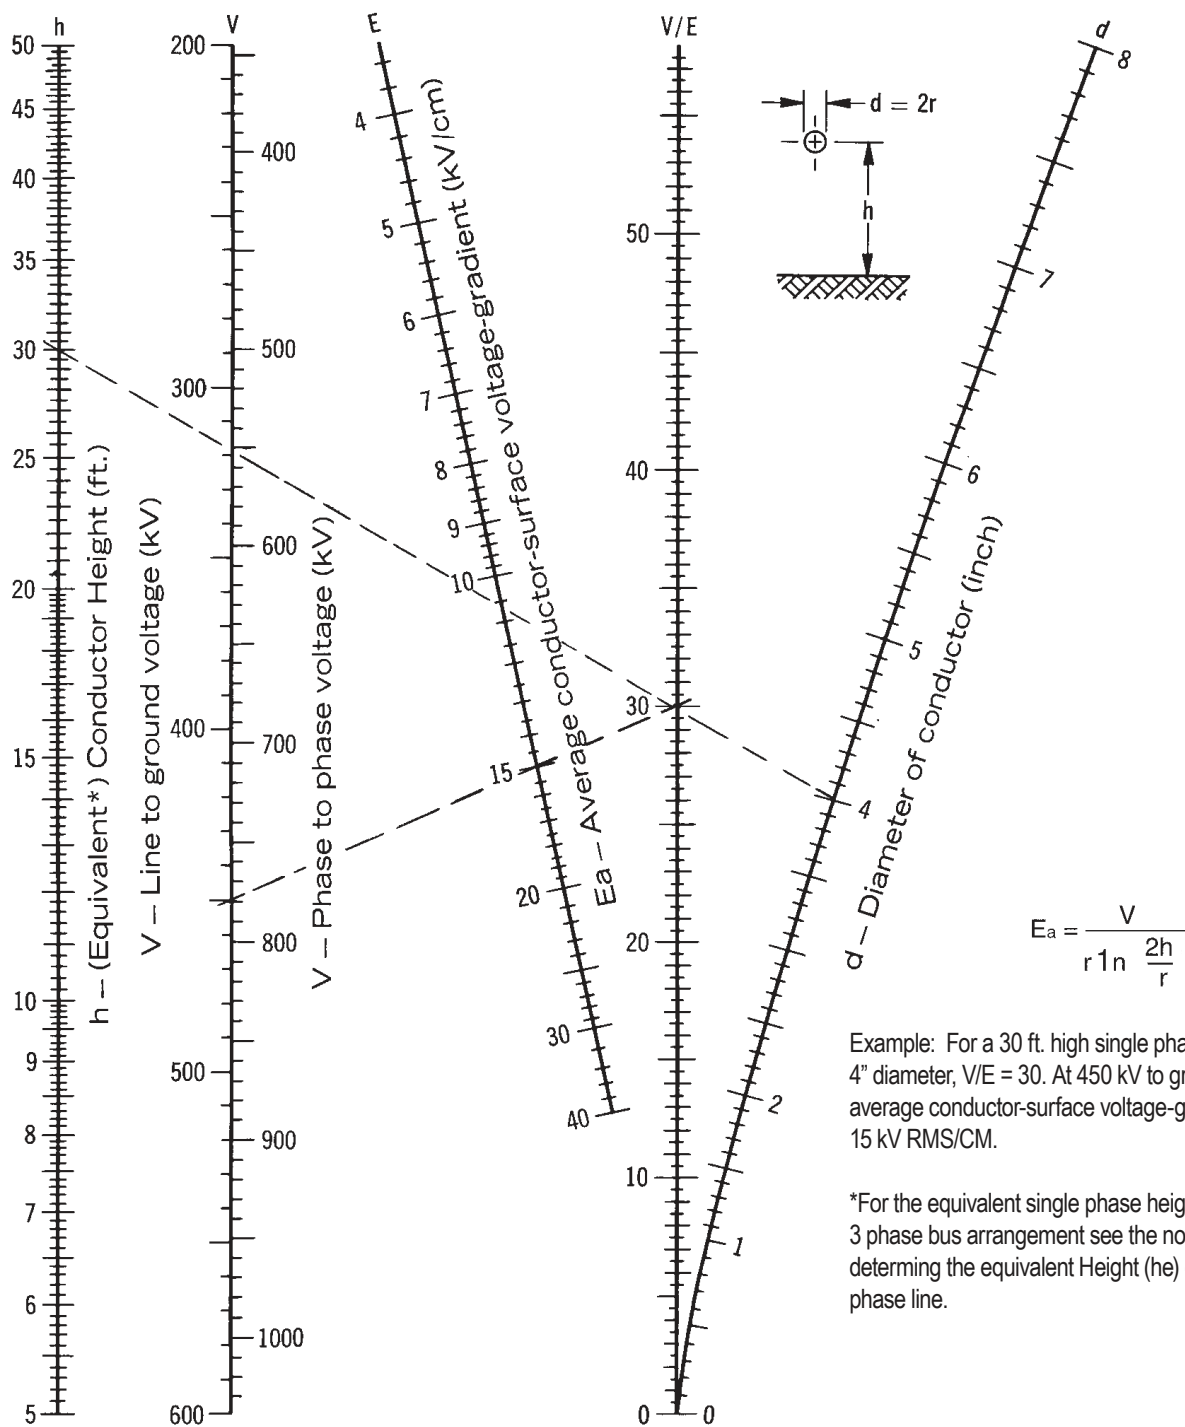 h
50
45
40
35
30
25
20
15
10
9
8
7
6
5
h – (Equivalent*) Conductor Height (ft.)
V
200
300
400
500
600
V – Line to ground voltage (kV)
400
500
600
700
800
900
1000
V – Phase to phase voltage (kV)
E
4
5
6
7
8
9
10
15
20
30
40
Ea – Average conductor-surface voltage-gradient (kV/cm)
V/E
50
40
30
20
10
0
d
8
7
6
5
4
2
1
0
d – Diameter of conductor (inch)
d = 2r
h
Ea = V
r 1n 2h
r
Example: For a 30 ft. high single pha
4” diameter, V/E = 30. At 450 kV to gr
average conductor-surface voltage-g
15 kV RMS/CM.
*For the equivalent single phase heig
3 phase bus arrangement see the no
determing the equivalent Height (he)
phase line.